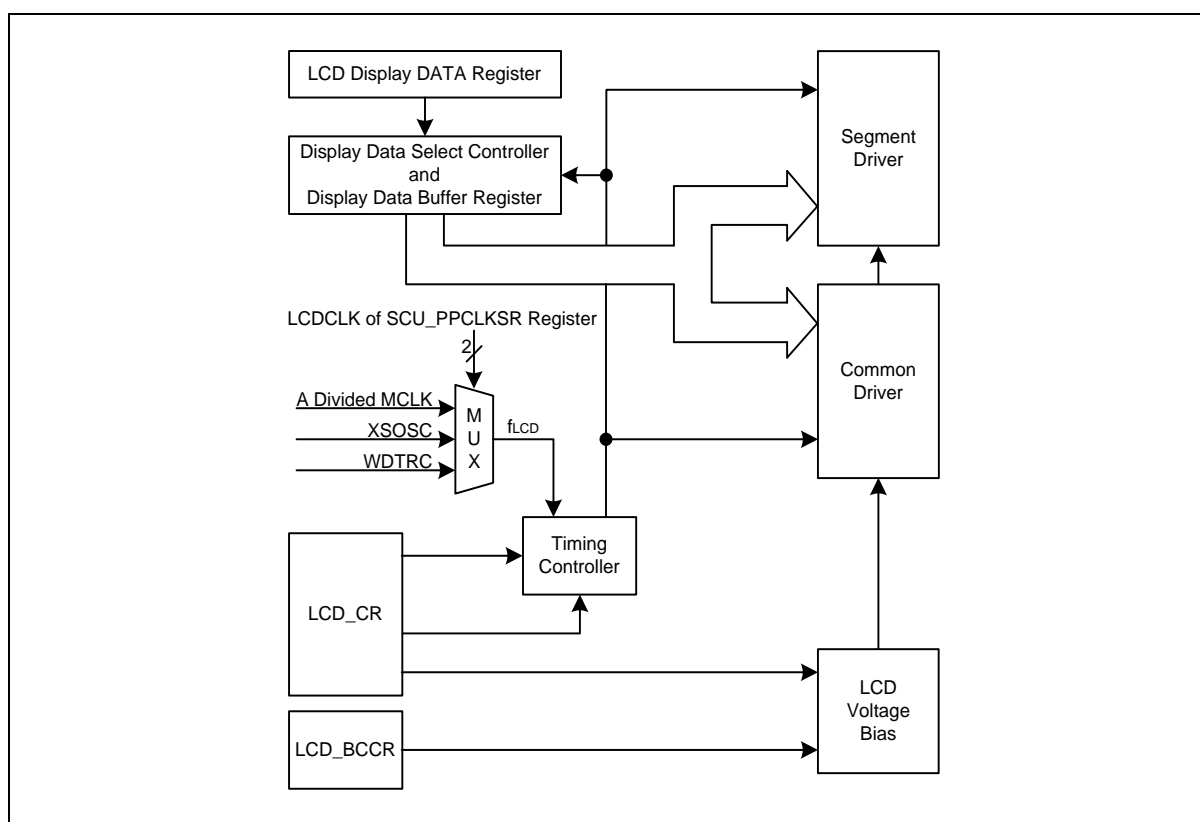 LCD Display DATA Register
Display Data Select Controller
and
Display Data Buffer Register
Segment
Driver
LCDCLK of SCU_PPCLKSR Register
2
A Divided MCLK
XSOSC
WDTRC
M
U
X
fLCD
Common
Driver
Timing
Controller
LCD_CR
LCD
Voltage
Bias
LCD_BCCR